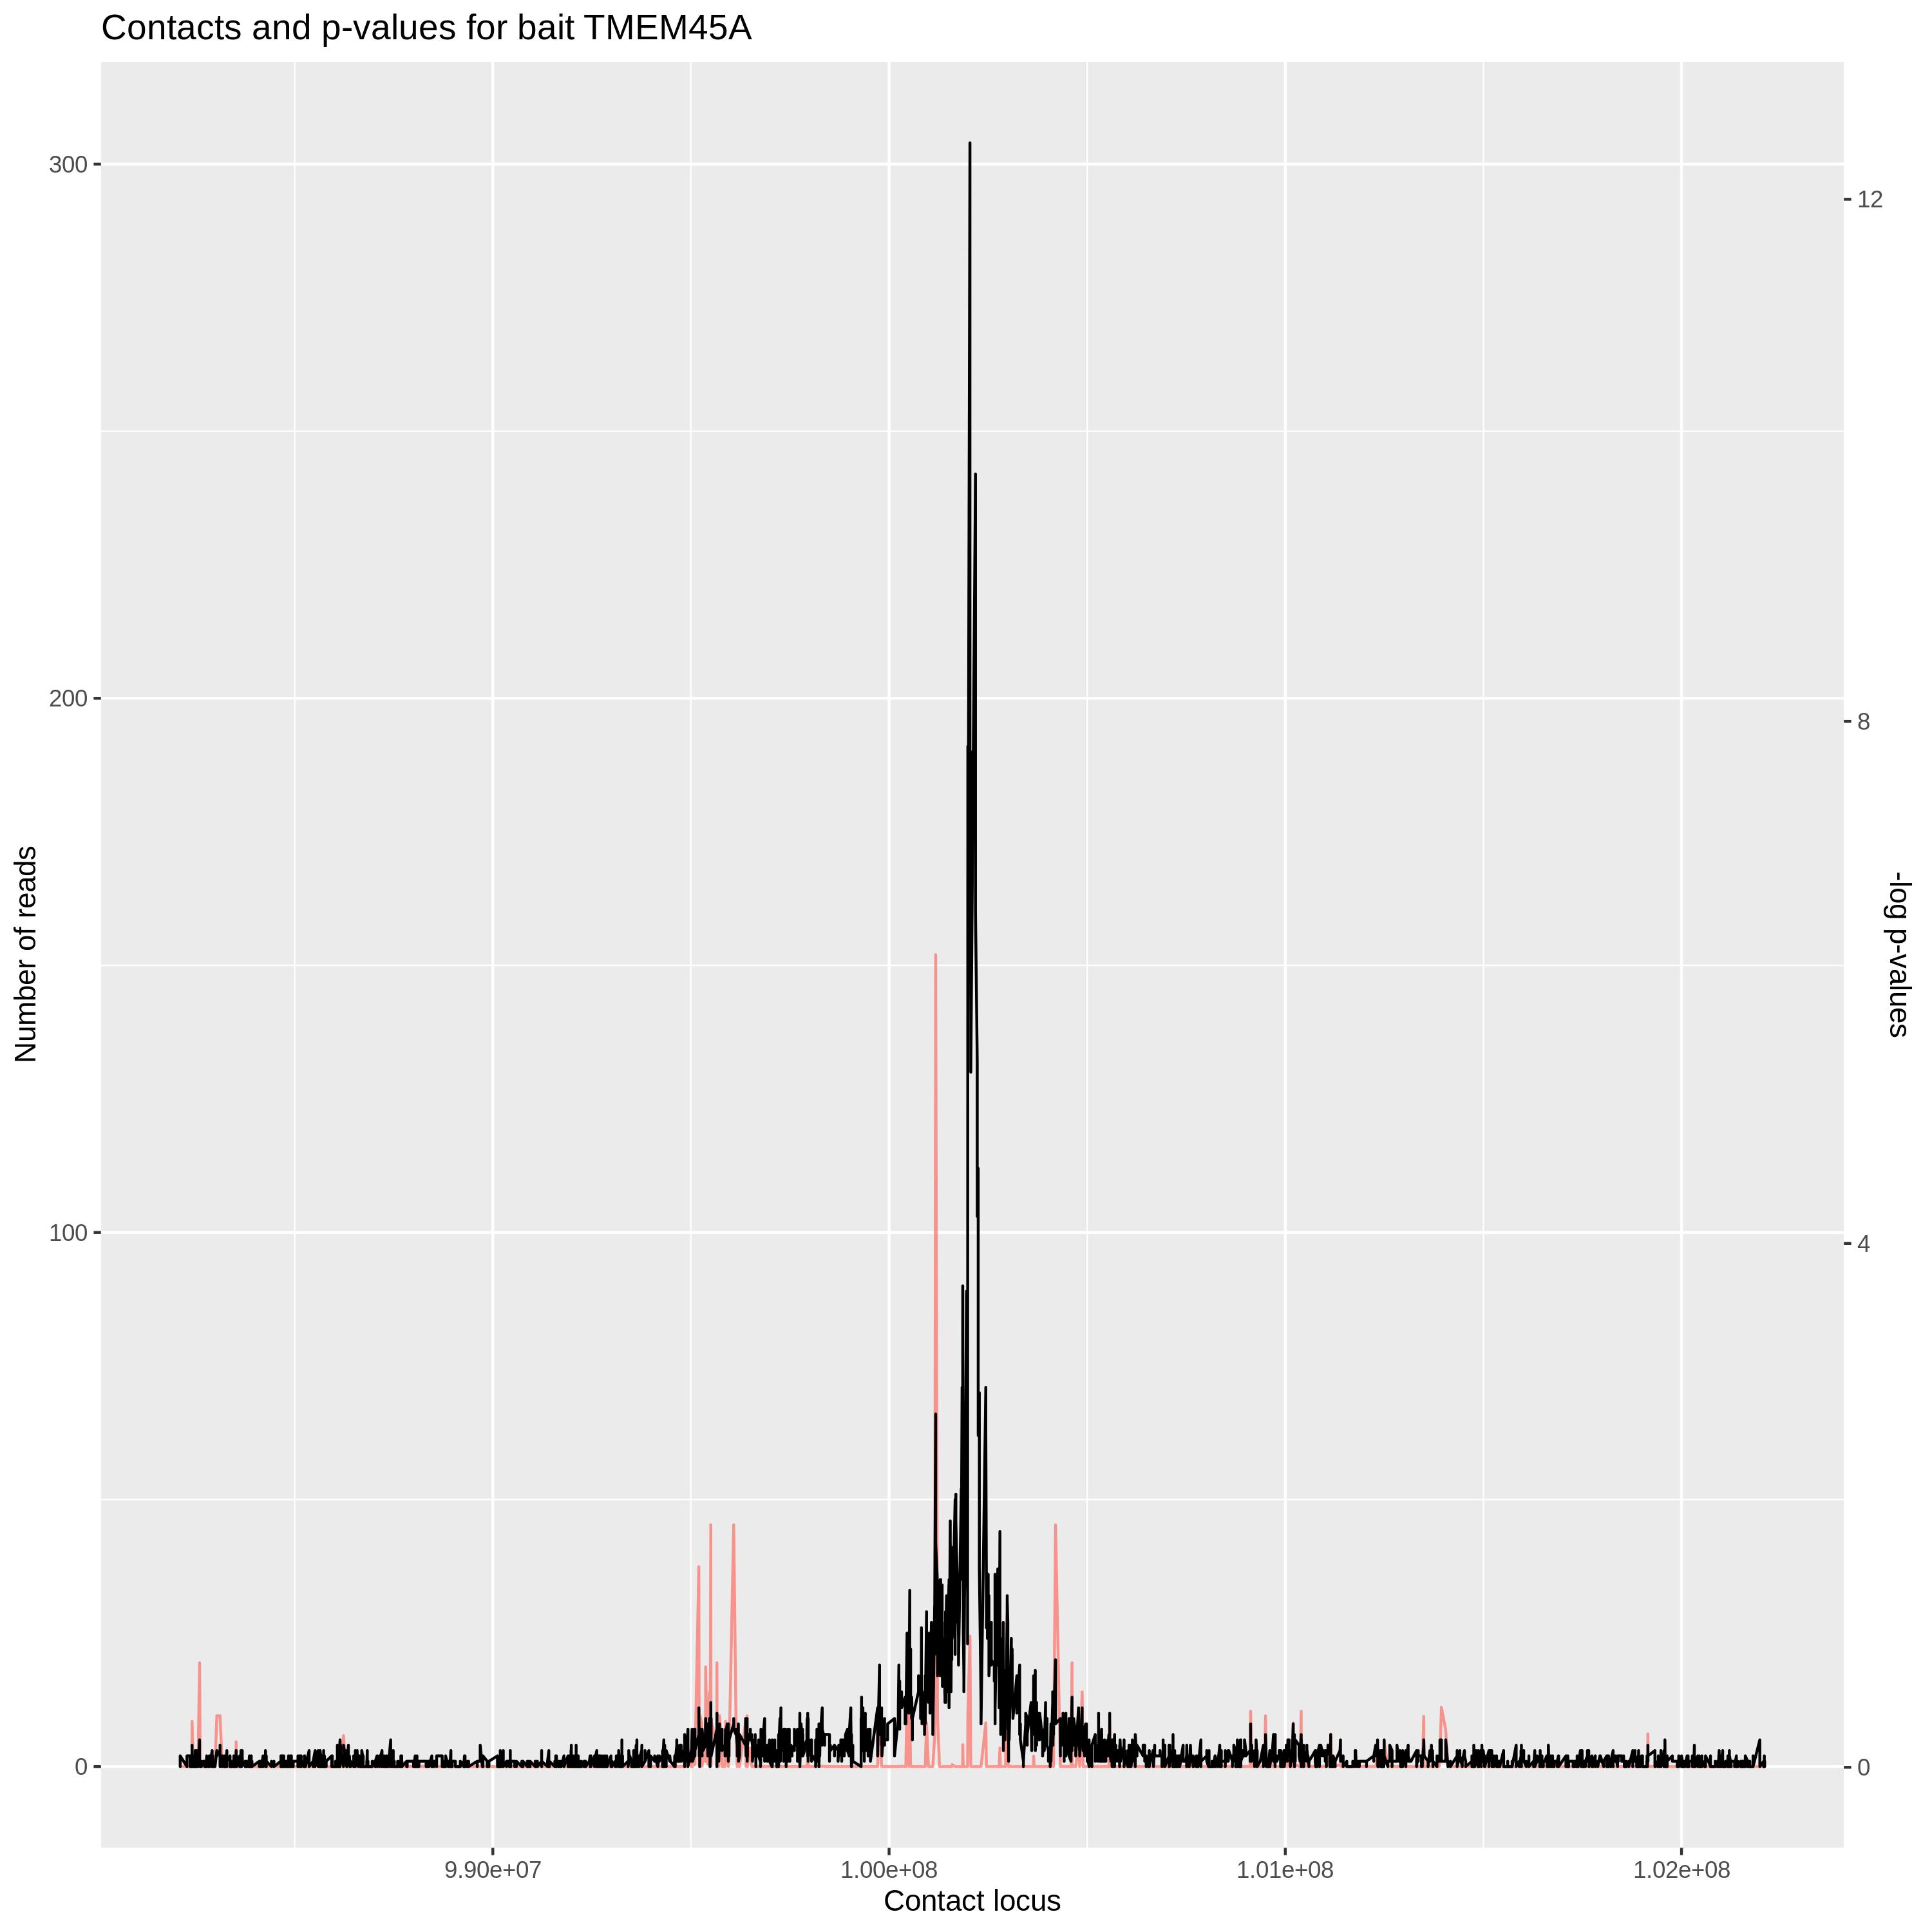 Contacts and p-values for bait TMEM45A
300
200
100
0
Number of reads
12
8
4
0
-log p-values
9.90e+07
1.00e+08
1.01e+08
1.02e+08
Contact locus